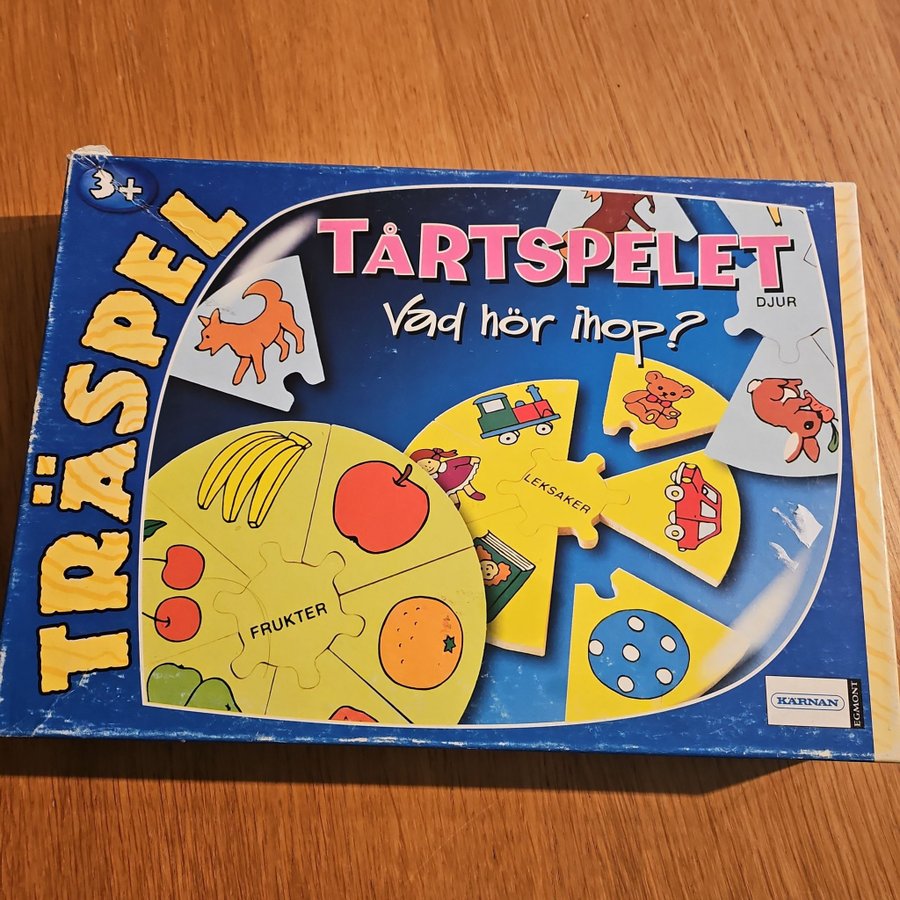 3+
TRÄSPEL
TÅRTSPELET
Vad hör ihop?
DJUR
LEKSAKER
FRUKTER
KÄRNAN
EGMONT